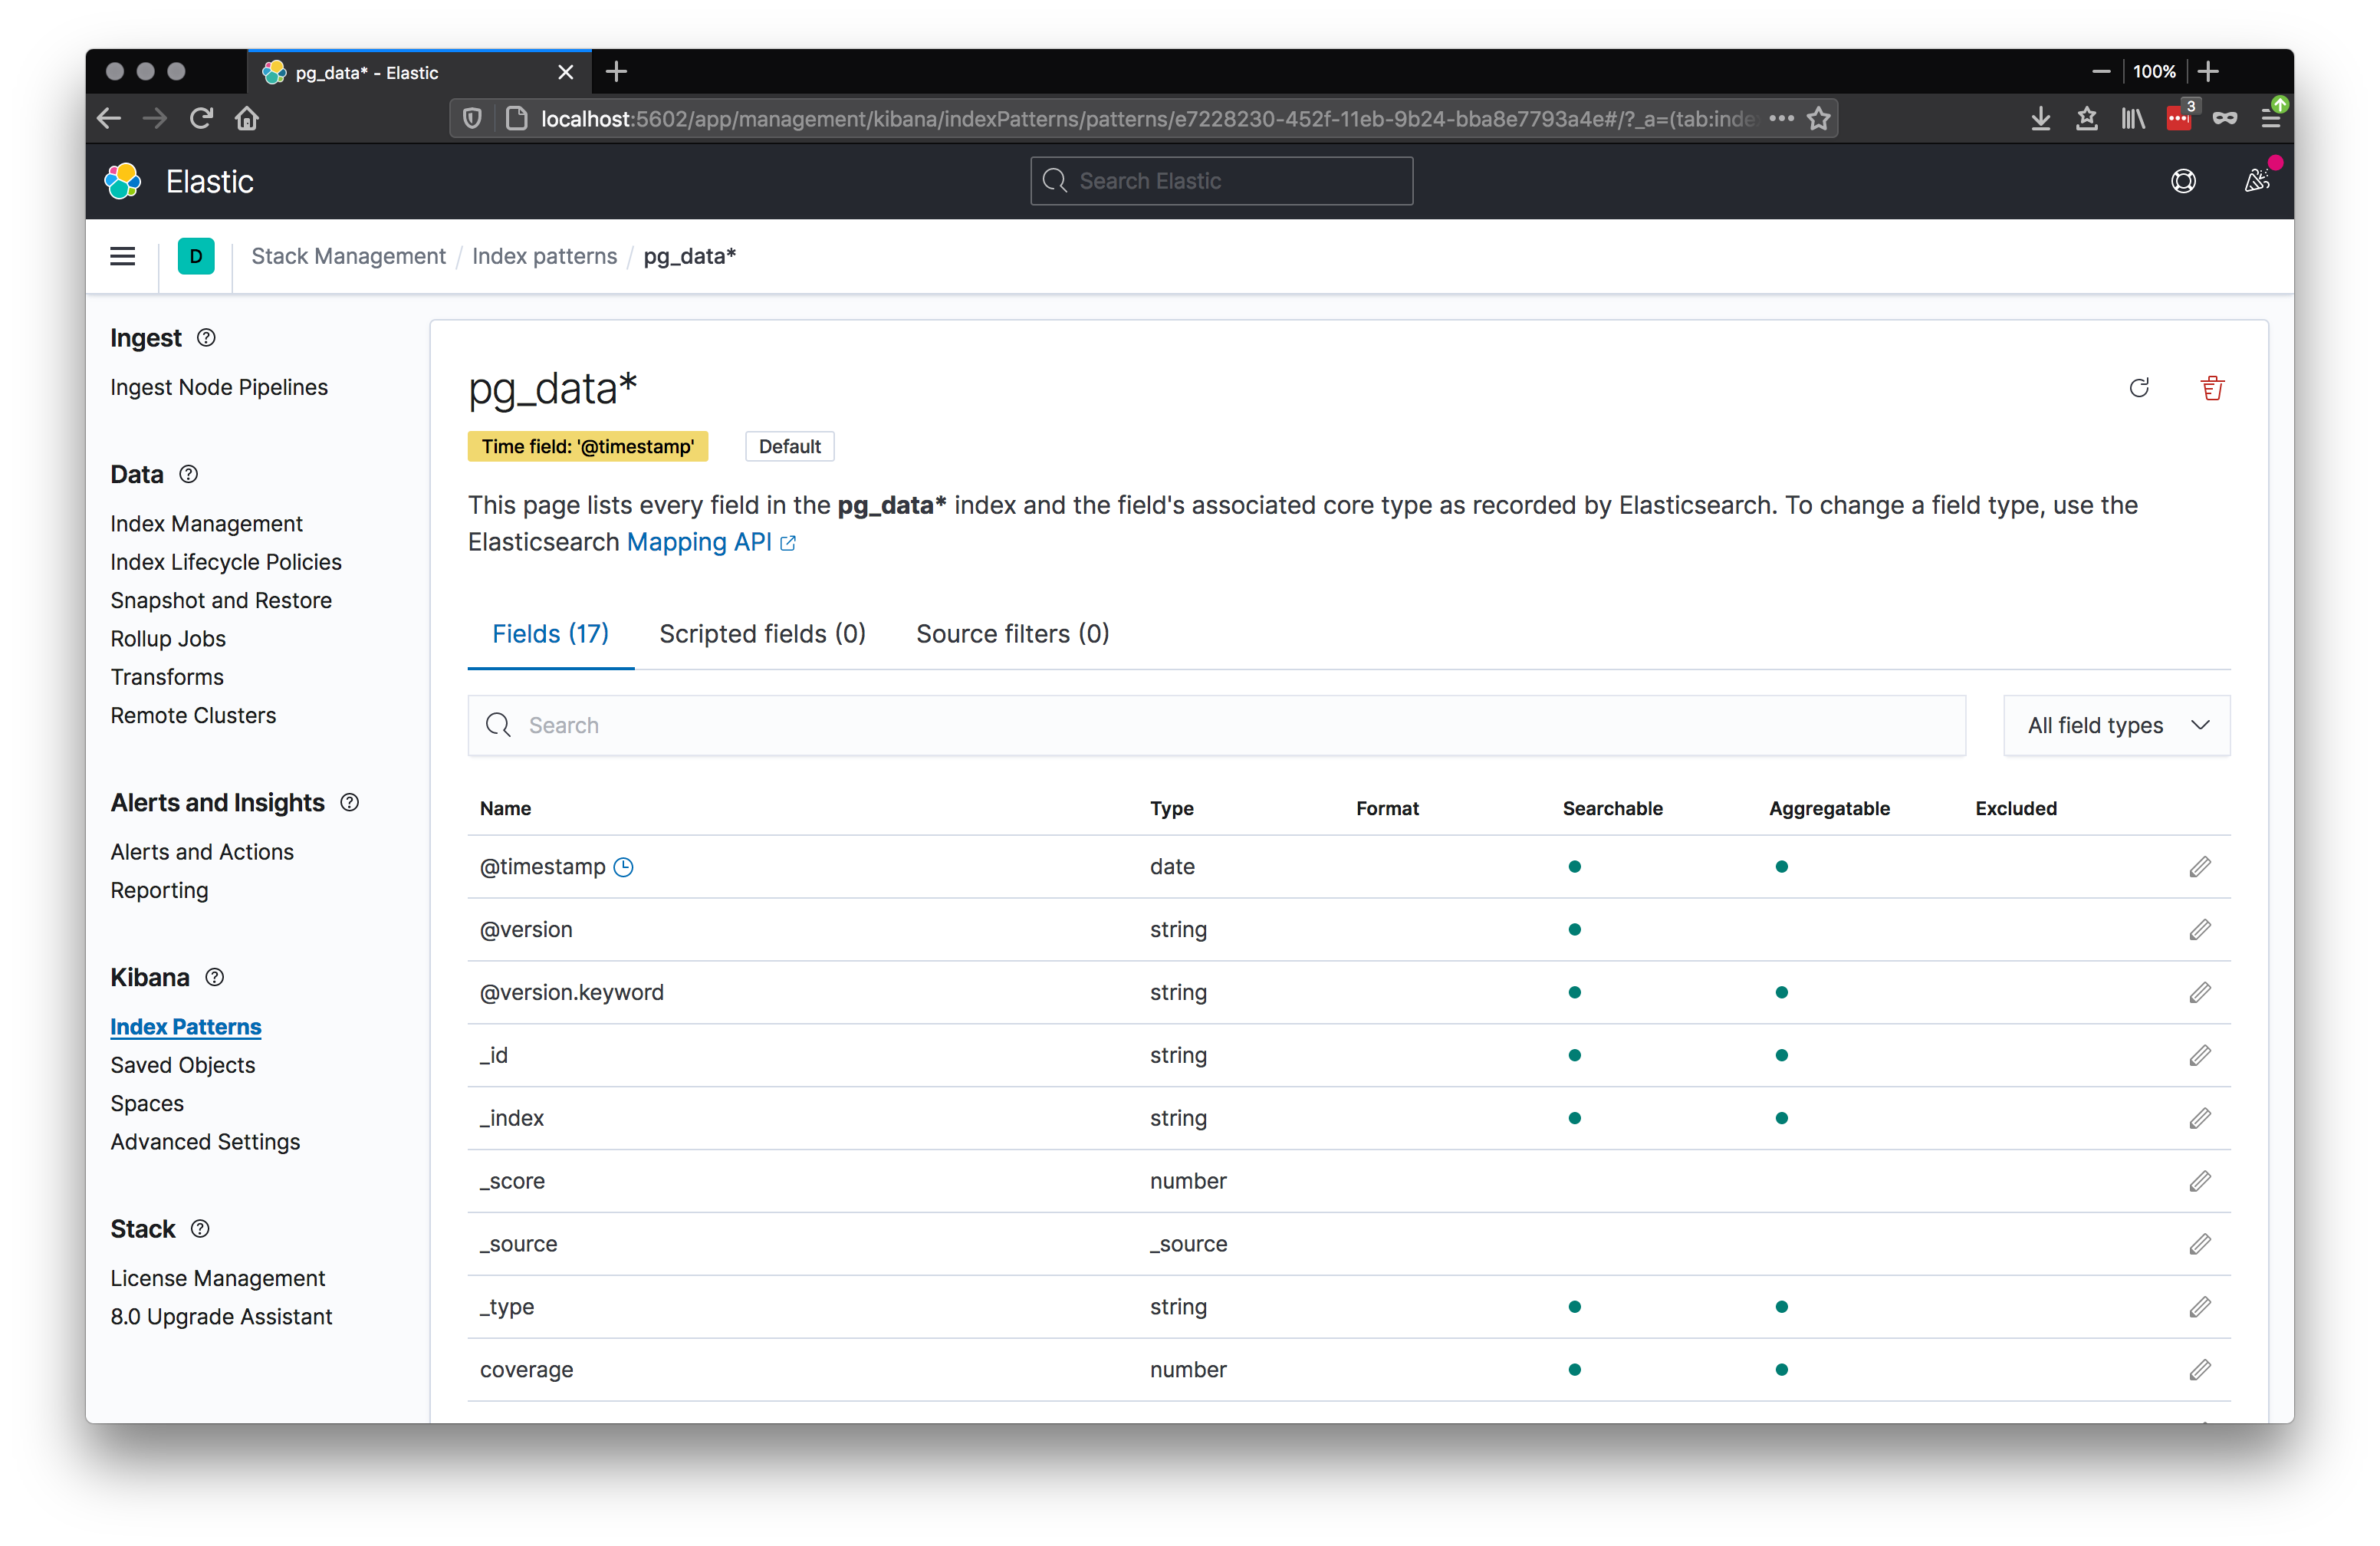 pg_data* - Elastic
100%
localhost:5602/app/management/kibana/indexPatterns/patterns/e7228230-452f-11eb-9b24-bba8e7793a4e#/?_a=(tab:inde
3
Elastic
Search Elastic
D
Stack Management / Index patterns / pg_data*
Ingest
Ingest Node Pipelines
Data
Index Management
Index Lifecycle Policies
Snapshot and Restore
Rollup Jobs
Transforms
Remote Clusters
Alerts and Insights
Alerts and Actions
Reporting
Kibana
Index Patterns
Saved Objects
Spaces
Advanced Settings
Stack
License Management
8.0 Upgrade Assistant
pg_data*
Time field: '@timestamp' Default
This page lists every field in the pg_data* index and the field's associated core type as recorded by Elasticsearch. To change a field type, use the
Elasticsearch Mapping API
Fields (17) Scripted fields (0) Source filters (0)
Search
All field types
Name Type Format Searchable Aggregatable Excluded
@timestamp date
@version string
@version.keyword string
_id string
_index string
_score number
_source _source
_type string
coverage number